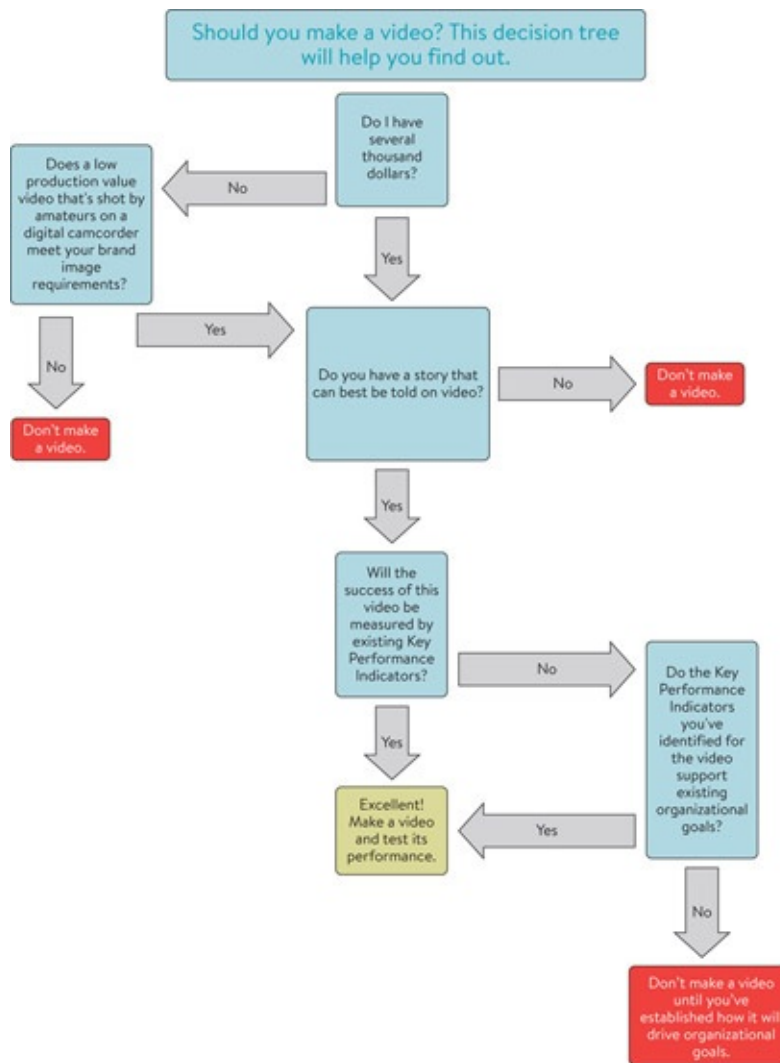 Should you make a video? This decision tree
will help you find out.
Do I have
several
thousand
dollars?
No
Does a low
production value
video that's shot by
amateurs on a
digital camcorder
meet your brand
image
requirements?
Yes
Yes
No
Don't make
a video.
Do you have a story that
can best be told on video?
No
Don't make
a video.
Yes
Will the
success of this
video be
measured by
existing Key
Performance
Indicators?
No
Do the Key
Performance
Indicators
you've
identified for
the video
support
existing
organizational
goals?
Yes
Excellent!
Make a video
and test its
performance.
Yes
No
Don't make a video
until you've
established how it will
drive organizational
goals.